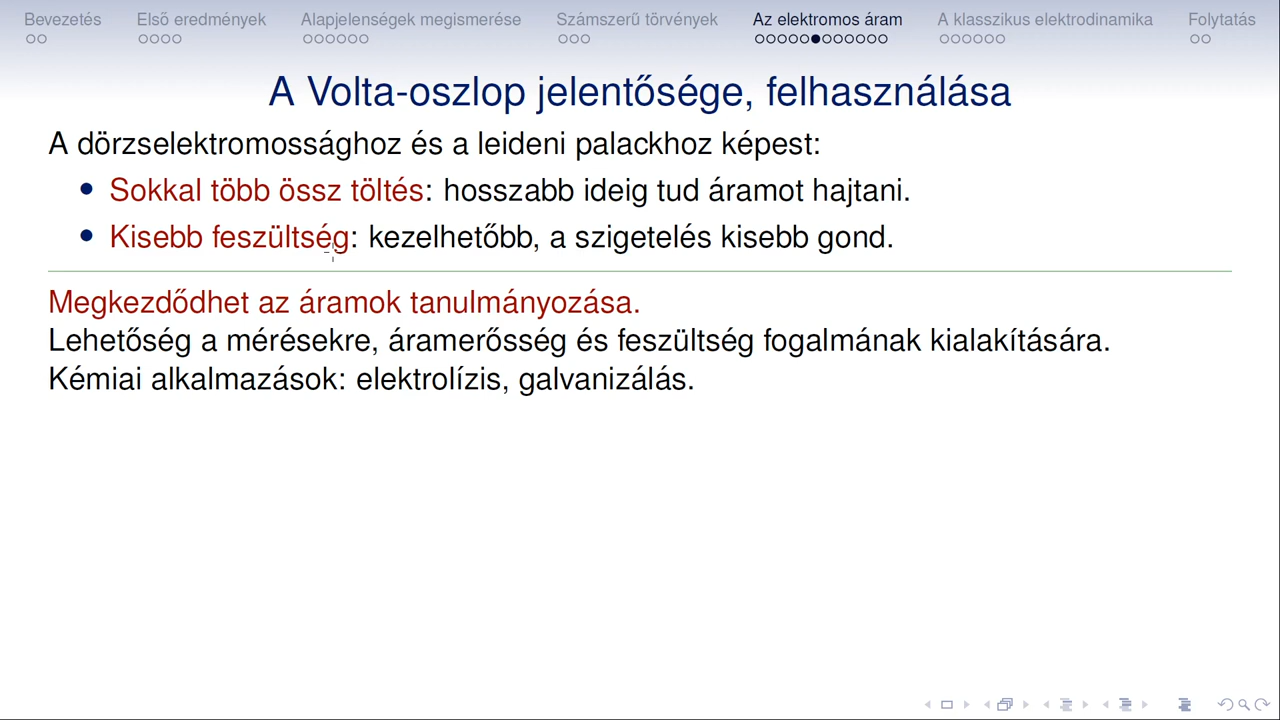 Bevezetés Első eredmények Alapjelenségek megismerése Számszerű törvények Az elektromos áram A klasszikus elektrodinamika Folytatás
A Volta-oszlop jelentősége, felhasználása
A dörzselektromossághoz és a leideni palackhoz képest:
• Sokkal több össz töltés: hosszabb ideig tud áramot hajtani.
• Kisebb feszültség: kezelhetőbb, a szigetelés kisebb gond.
Megkezdődhet az áramok tanulmányozása.
Lehetőség a mérésekre, áramerősség és feszültség fogalmának kialakítására.
Kémiai alkalmazások: elektrolízis, galvanizálás.